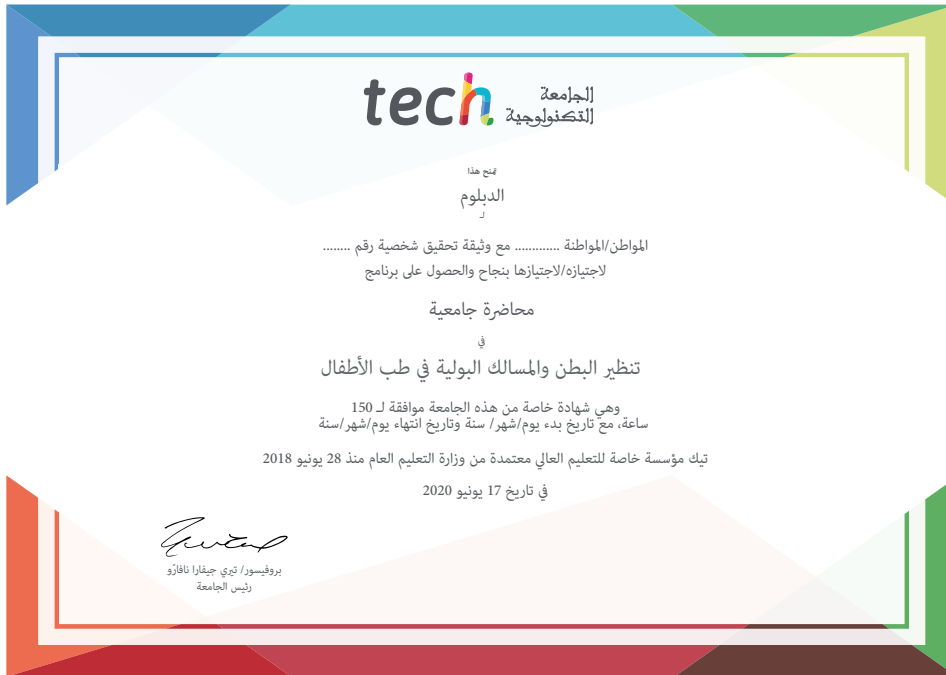 tech الجامعة
التكنولوجية
يمنح هذا
الدبلوم
لـ
المواطن/المواطنة ............ مع وثيقة تحقيق شخصية رقم ........
لاجتيازه/لاجتيازها بنجاح والحصول على برنامج
محاضرة جامعية
في
تنظير البطن والمسالك البولية في طب الأطفال
وهي شهادة خاصة من هذه الجامعة موافقة لـ 150
ساعة، مع تاريخ بدء يوم/شهر/ سنة وتاريخ انتهاء يوم/شهر/سنة
تيك مؤسسة خاصة للتعليم العالي معتمدة من وزارة التعليم العام منذ 28 يونيو 2018
في تاريخ 17 يونيو 2020
بروفيسور/ تيري جيفارا نافارّو
رئيس الجامعة